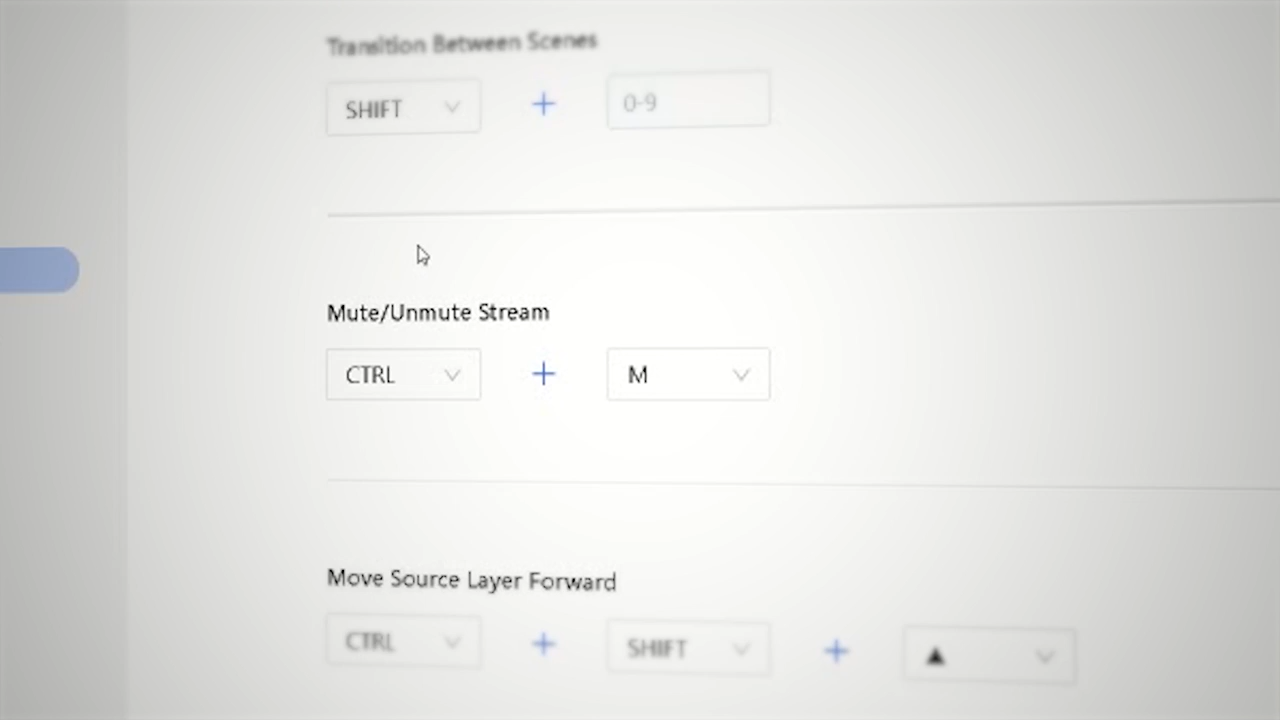 Transition Between Scenes
SHIFT + 0-9
Mute/Unmute Stream
CTRL + M
Move Source Layer Forward
CTRL + SHIFT + ▲